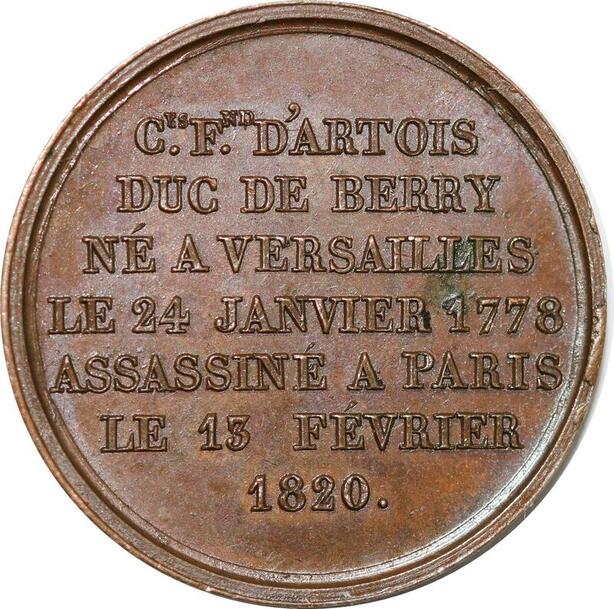 C.ᴱˢ F.ᴺᴰ D'ARTOIS
DUC DE BERRY
NÉ A VERSAILLES
LE 24 JANVIER 1778
ASSASSINÉ A PARIS
LE 13 FÉVRIER
1820.